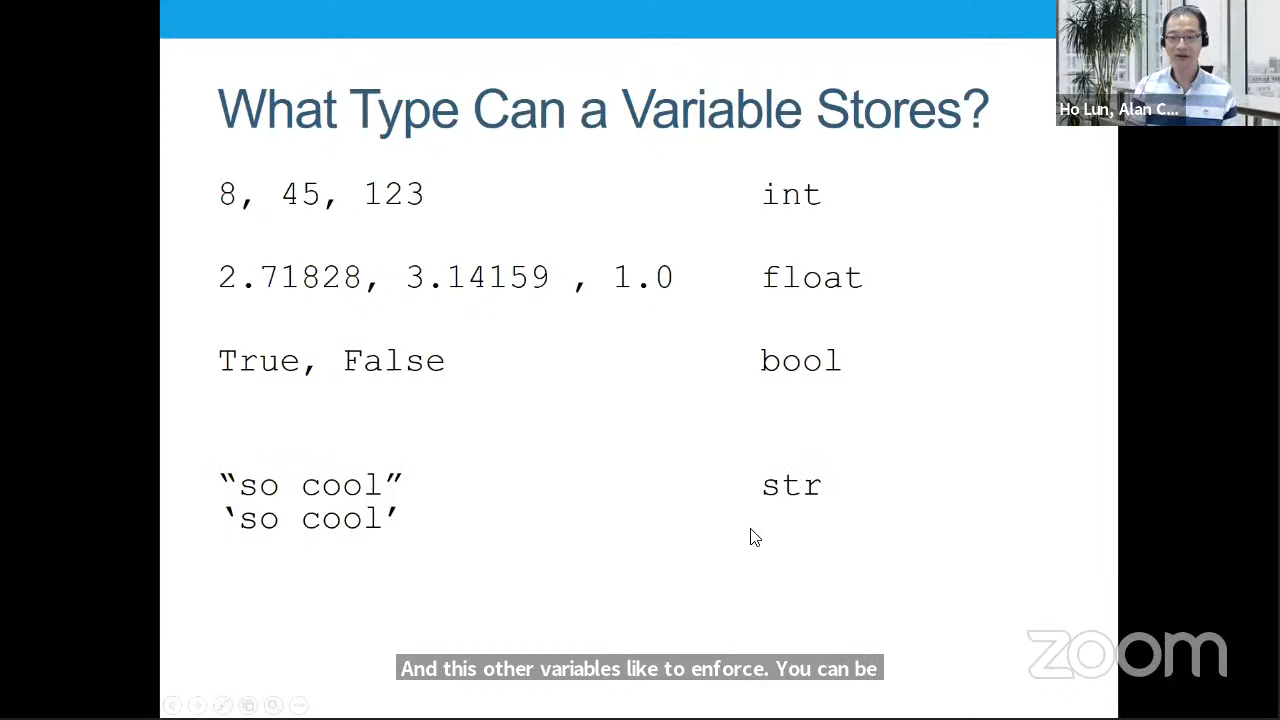 What Type Can a Variable Stores?
Ho Lun, Alan C...
8, 45, 123 int
2.71828, 3.14159 , 1.0 float
True, False bool
“so cool” str
‘so cool’
zoom
And this other variables like to enforce. You can be